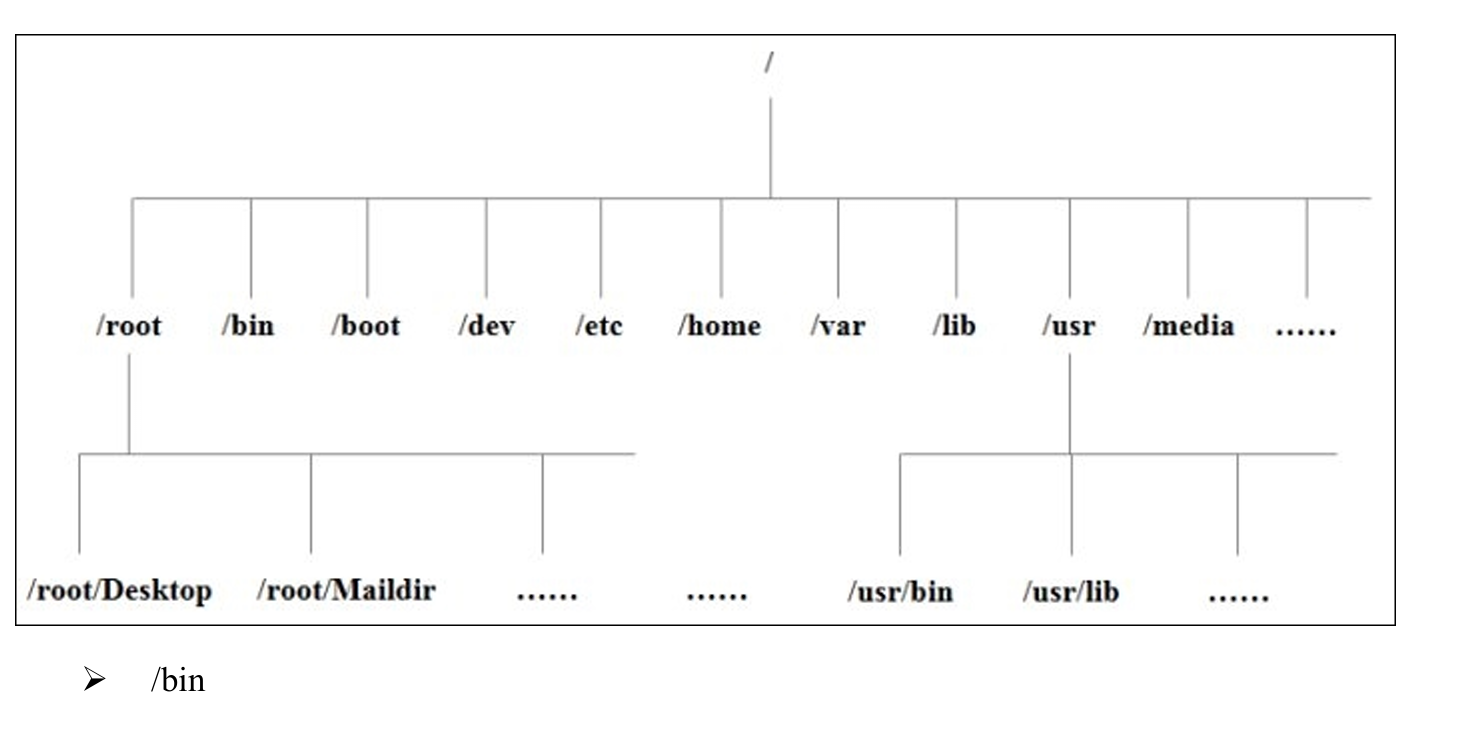 /
/root /bin /boot /dev /etc /home /var /lib /usr /media ……
/root/Desktop /root/Maildir …… …… /usr/bin /usr/lib ……
➢ /bin